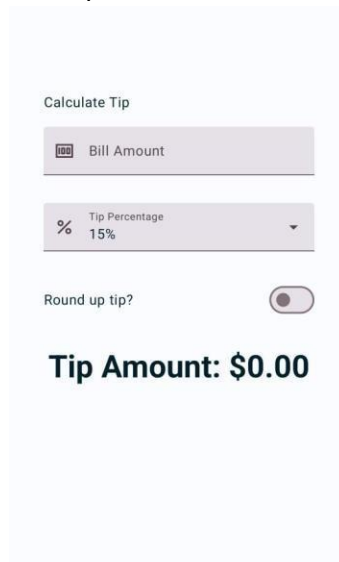 Calculate Tip
Bill Amount
Tip Percentage
15%
Round up tip?
Tip Amount: $0.00